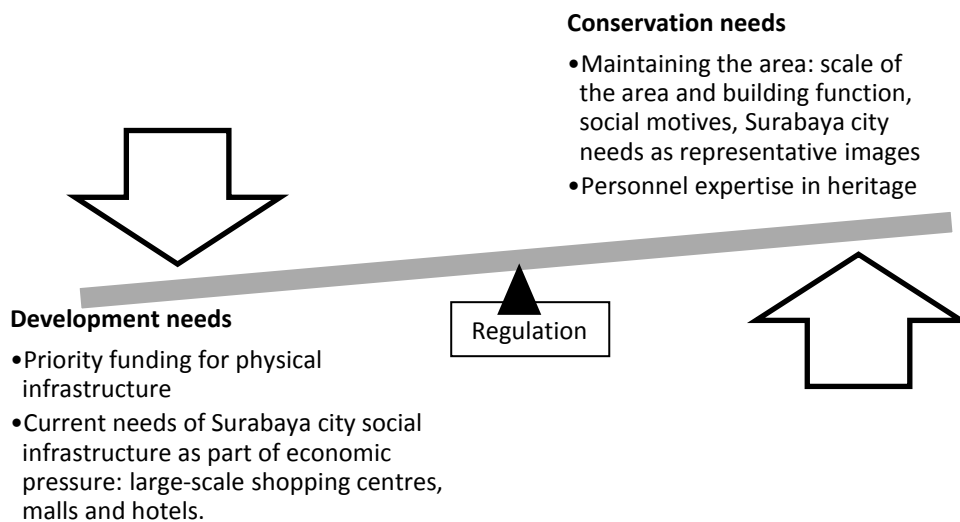 Conservation needs
•Maintaining the area: scale of
the area and building function,
social motives, Surabaya city
needs as representative images
•Personnel expertise in heritage
Regulation
Development needs
•Priority funding for physical
infrastructure
•Current needs of Surabaya city social
infrastructure as part of economic
pressure: large-scale shopping centres,
malls and hotels.